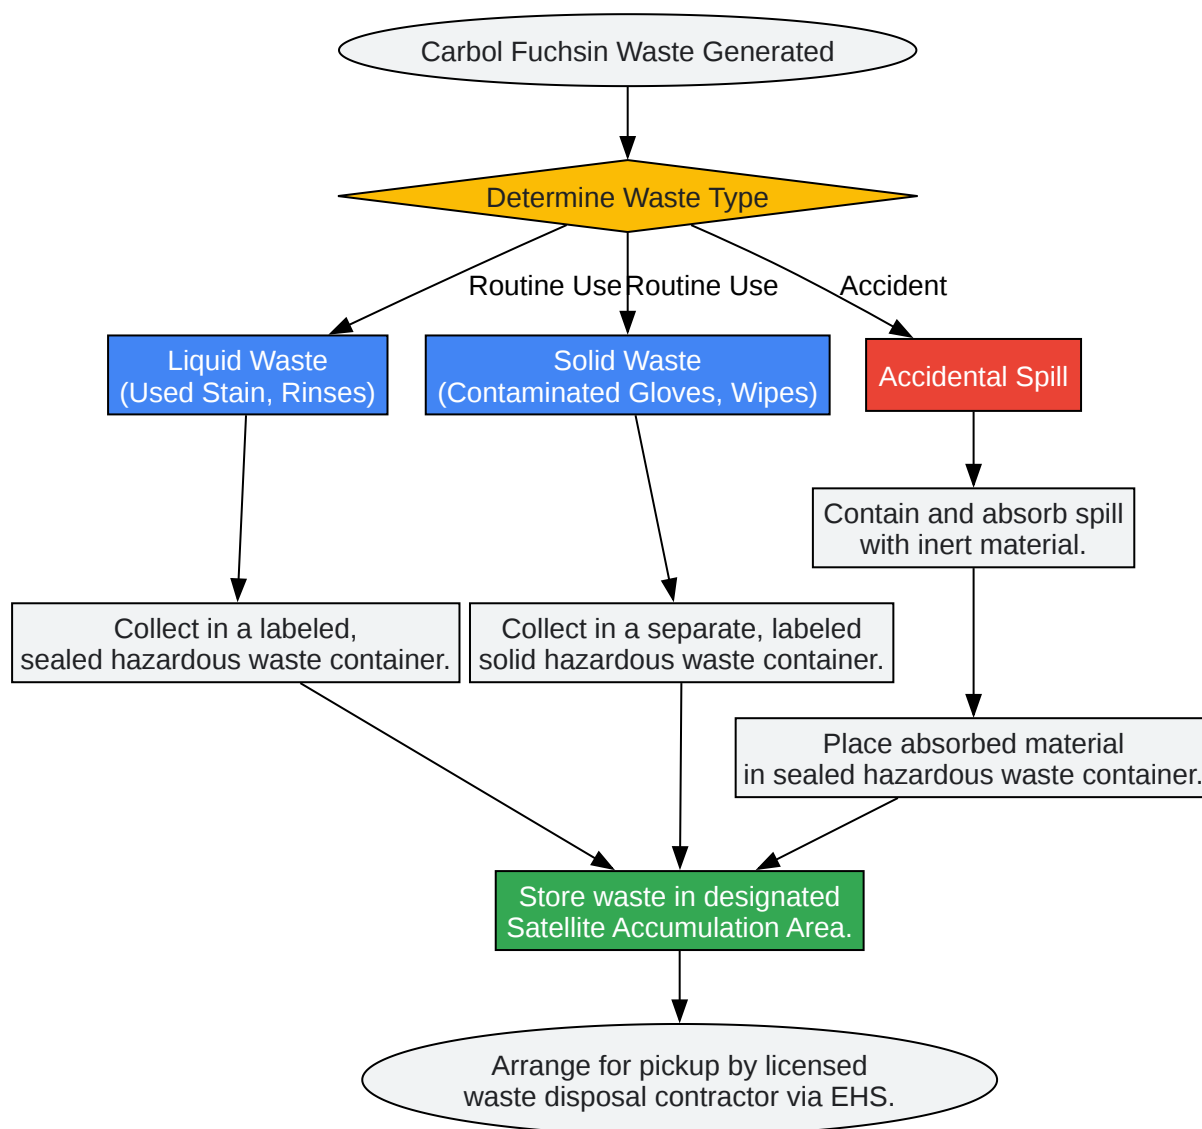 Carbol Fuchsin Waste Generated
Determine Waste Type
Routine Use
Routine Use
Accident
Liquid Waste
(Used Stain, Rinses)
Solid Waste
(Contaminated Gloves, Wipes)
Accidental Spill
Contain and absorb spill
with inert material.
Collect in a labeled,
sealed hazardous waste container.
Collect in a separate, labeled
solid hazardous waste container.
Place absorbed material
in sealed hazardous waste container.
Store waste in designated
Satellite Accumulation Area.
Arrange for pickup by licensed
waste disposal contractor via EHS.